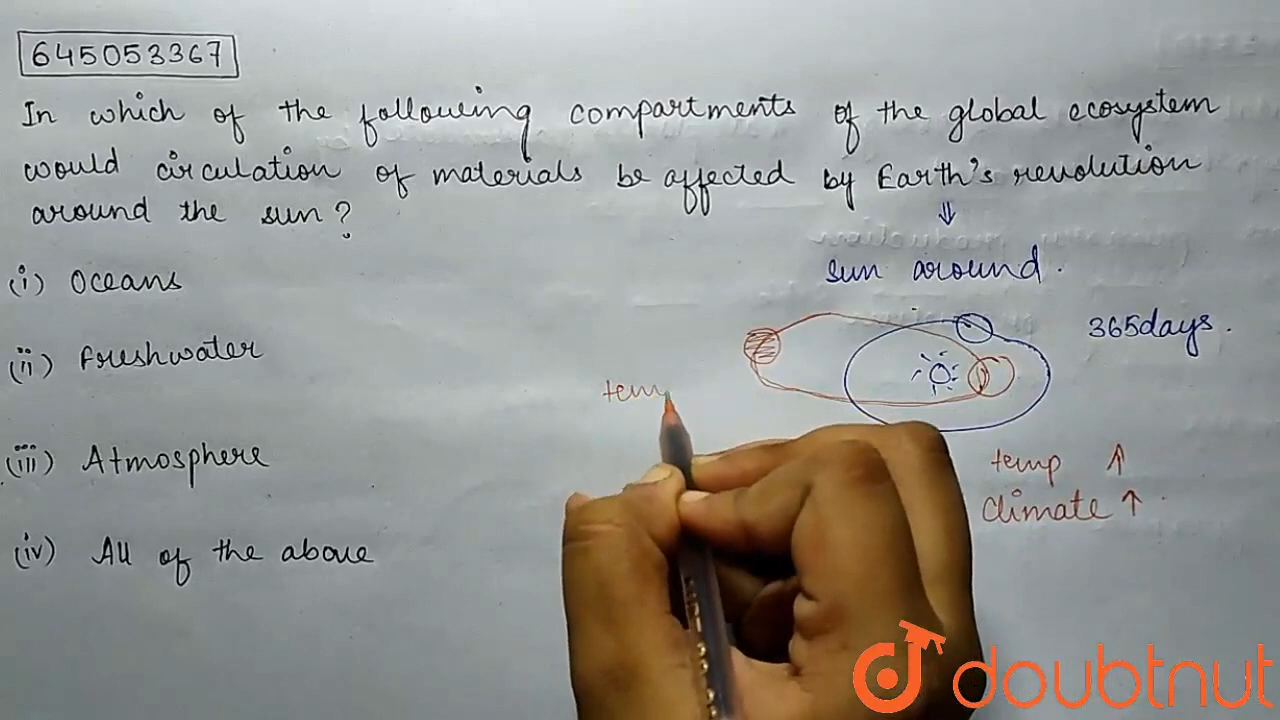 645053367
In which of the following compartments of the global ecosystem
would circulation of materials be affected by Earth's revolution
around the sun?
sun around.
(i) Oceans
365days.
(ii) Freshwater
tem
temp ↑
(iii) Atmosphere
Climate ↑
(iv) All of the above
doubtnut